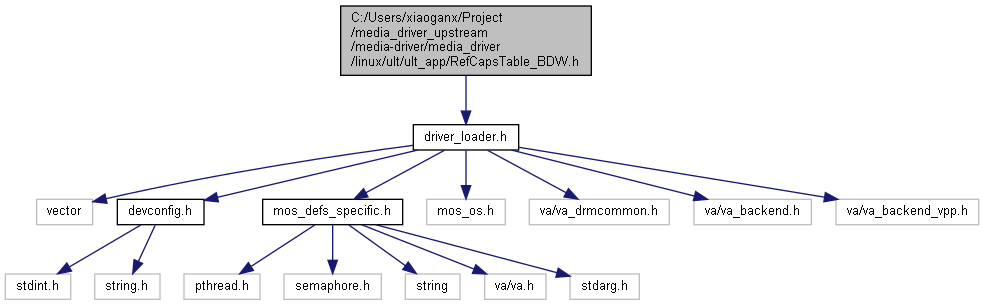 C:/Users/xiaoganx/Project
/media_driver_upstream
/media-driver/media_driver
/linux/ult/ult_app/RefCapsTable_BDW.h
driver_loader.h
vector
devconfig.h
mos_defs_specific.h
mos_os.h
va/va_drmcommon.h
va/va_backend.h
va/va_backend_vpp.h
stdint.h
string.h
pthread.h
semaphore.h
string
va/va.h
stdarg.h